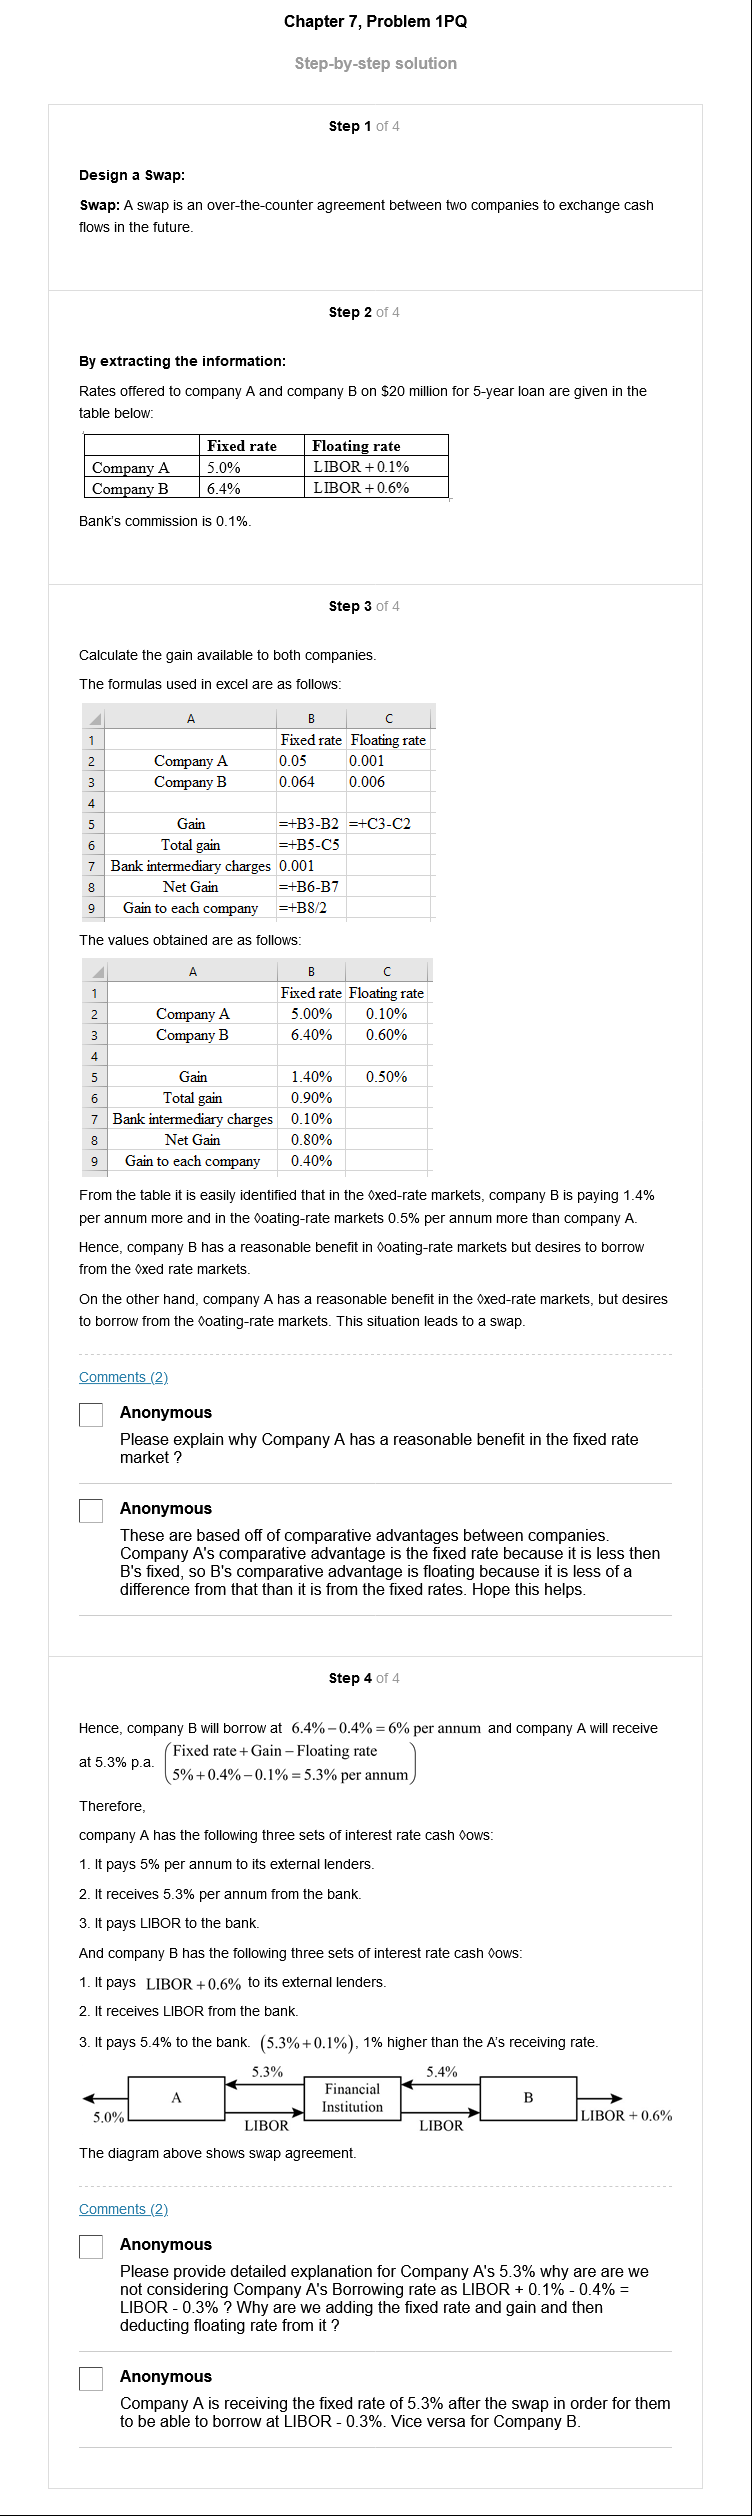 Chapter 7, Problem 1PQ
Step-by-step solution
Step 1 of 4
Design a Swap:
Swap: A swap is an over-the-counter agreement between two companies to exchange cash
flows in the future.
Step 2 of 4
By extracting the information:
Rates offered to company A and company B on $20 million for 5-year loan are given in the
table below:
Fixed rate Floating rate
Company A 5.0% LIBOR + 0.1%
Company B 6.4% LIBOR + 0.6%
Bank's commission is 0.1%.
Step 3 of 4
Calculate the gain available to both companies.
The formulas used in excel are as follows:
A B C
1 Fixed rate Floating rate
2 Company A 0.05 0.001
3 Company B 0.064 0.006
4
5 Gain =+B3-B2 =+C3-C2
6 Total gain =+B5-C5
7 Bank intermediary charges 0.001
8 Net Gain =+B6-B7
9 Gain to each company =+B8/2
The values obtained are as follows:
A B C
1 Fixed rate Floating rate
2 Company A 5.00% 0.10%
3 Company B 6.40% 0.60%
4
5 Gain 1.40% 0.50%
6 Total gain 0.90%
7 Bank intermediary charges 0.10%
8 Net Gain 0.80%
9 Gain to each company 0.40%
From the table it is easily identified that in the ◊xed-rate markets, company B is paying 1.4%
per annum more and in the ◊oating-rate markets 0.5% per annum more than company A.
Hence, company B has a reasonable benefit in ◊oating-rate markets but desires to borrow
from the ◊xed rate markets.
On the other hand, company A has a reasonable benefit in the ◊xed-rate markets, but desires
to borrow from the ◊oating-rate markets. This situation leads to a swap.
Comments (2)
Anonymous
Please explain why Company A has a reasonable benefit in the fixed rate
market ?
Anonymous
These are based off of comparative advantages between companies.
Company A's comparative advantage is the fixed rate because it is less then
B's fixed, so B's comparative advantage is floating because it is less of a
difference from that than it is from the fixed rates. Hope this helps.
Step 4 of 4
Hence, company B will borrow at 6.4% – 0.4% = 6% per annum and company A will receive
at 5.3% p.a. (Fixed rate + Gain – Floating rate
5% + 0.4% – 0.1% = 5.3% per annum)
Therefore,
company A has the following three sets of interest rate cash ◊ows:
1. It pays 5% per annum to its external lenders.
2. It receives 5.3% per annum from the bank.
3. It pays LIBOR to the bank.
And company B has the following three sets of interest rate cash ◊ows:
1. It pays LIBOR + 0.6% to its external lenders.
2. It receives LIBOR from the bank.
3. It pays 5.4% to the bank. (5.3% + 0.1%), 1% higher than the A's receiving rate.
5.3% 5.4%
A Financial Institution B
5.0% LIBOR LIBOR LIBOR + 0.6%
The diagram above shows swap agreement.
Comments (2)
Anonymous
Please provide detailed explanation for Company A's 5.3% why are are we
not considering Company A's Borrowing rate as LIBOR + 0.1% - 0.4% =
LIBOR - 0.3% ? Why are we adding the fixed rate and gain and then
deducting floating rate from it ?
Anonymous
Company A is receiving the fixed rate of 5.3% after the swap in order for them
to be able to borrow at LIBOR - 0.3%. Vice versa for Company B.